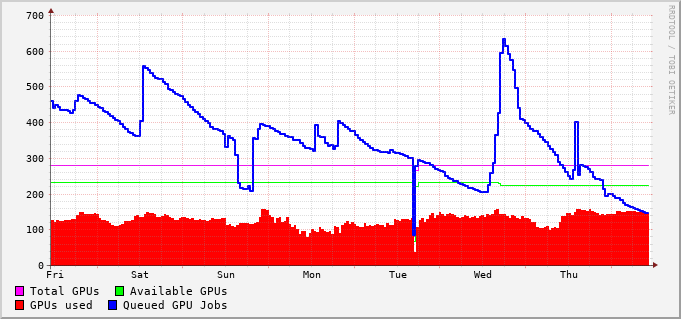 700
600
500
400
300
200
100
0
Fri Sat Sun Mon Tue Wed Thu
Total GPUs Available GPUs
GPUs used Queued GPU Jobs
RRDTOOL / TOBI OETIKER